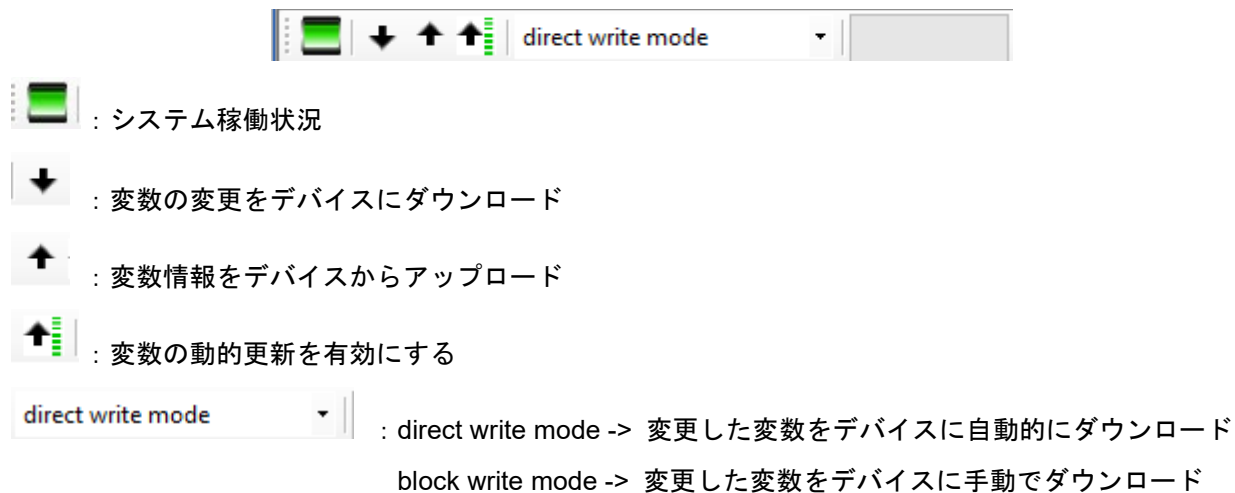 direct write mode
：システム稼働状況
：変数の変更をデバイスにダウンロード
：変数情報をデバイスからアップロード
：変数の動的更新を有効にする
direct write mode ：direct write mode -> 変更した変数をデバイスに自動的にダウンロード
block write mode -> 変更した変数をデバイスに手動でダウンロード